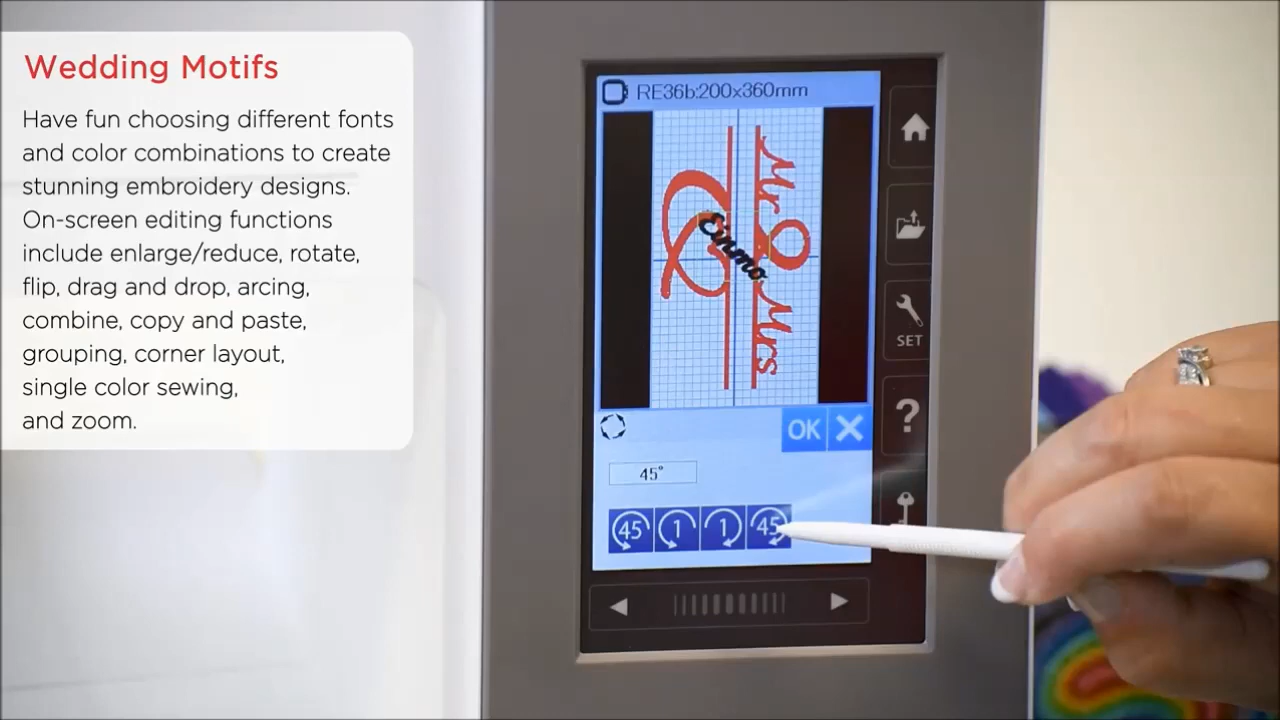 Wedding Motifs
Have fun choosing different fonts
and color combinations to create
stunning embroidery designs.
On-screen editing functions
include enlarge/reduce, rotate,
flip, drag and drop, arcing,
combine, copy and paste,
grouping, corner layout,
single color sewing,
and zoom.
RE36b:200x360mm
Mr & Mrs
Einmo
SET
?
OK
45°
45 1 1 45